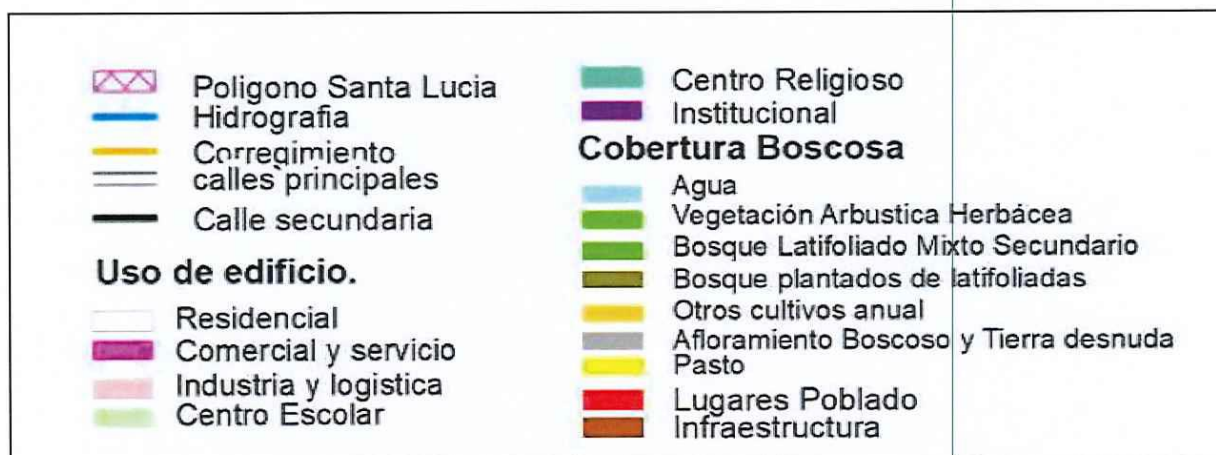 Poligono Santa Lucia
Hidrografia
Corregimiento
calles principales
Calle secundaria
Uso de edificio.
Residencial
Comercial y servicio
Industria y logistica
Centro Escolar
Centro Religioso
Institucional
Cobertura Boscosa
Agua
Vegetación Arbustica Herbácea
Bosque Latifoliado Mixto Secundario
Bosque plantados de latifoliadas
Otros cultivos anual
Afloramiento Boscoso y Tierra desnuda
Pasto
Lugares Poblado
Infraestructura